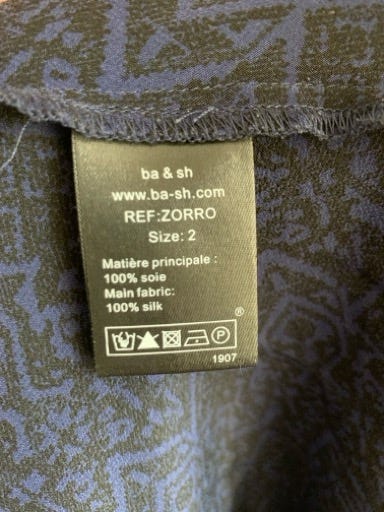 ba & sh
www.ba-sh.com
REF:ZORRO
Size: 2
Matière principale :
100% soie
Main fabric:
100% silk
®
P
1907